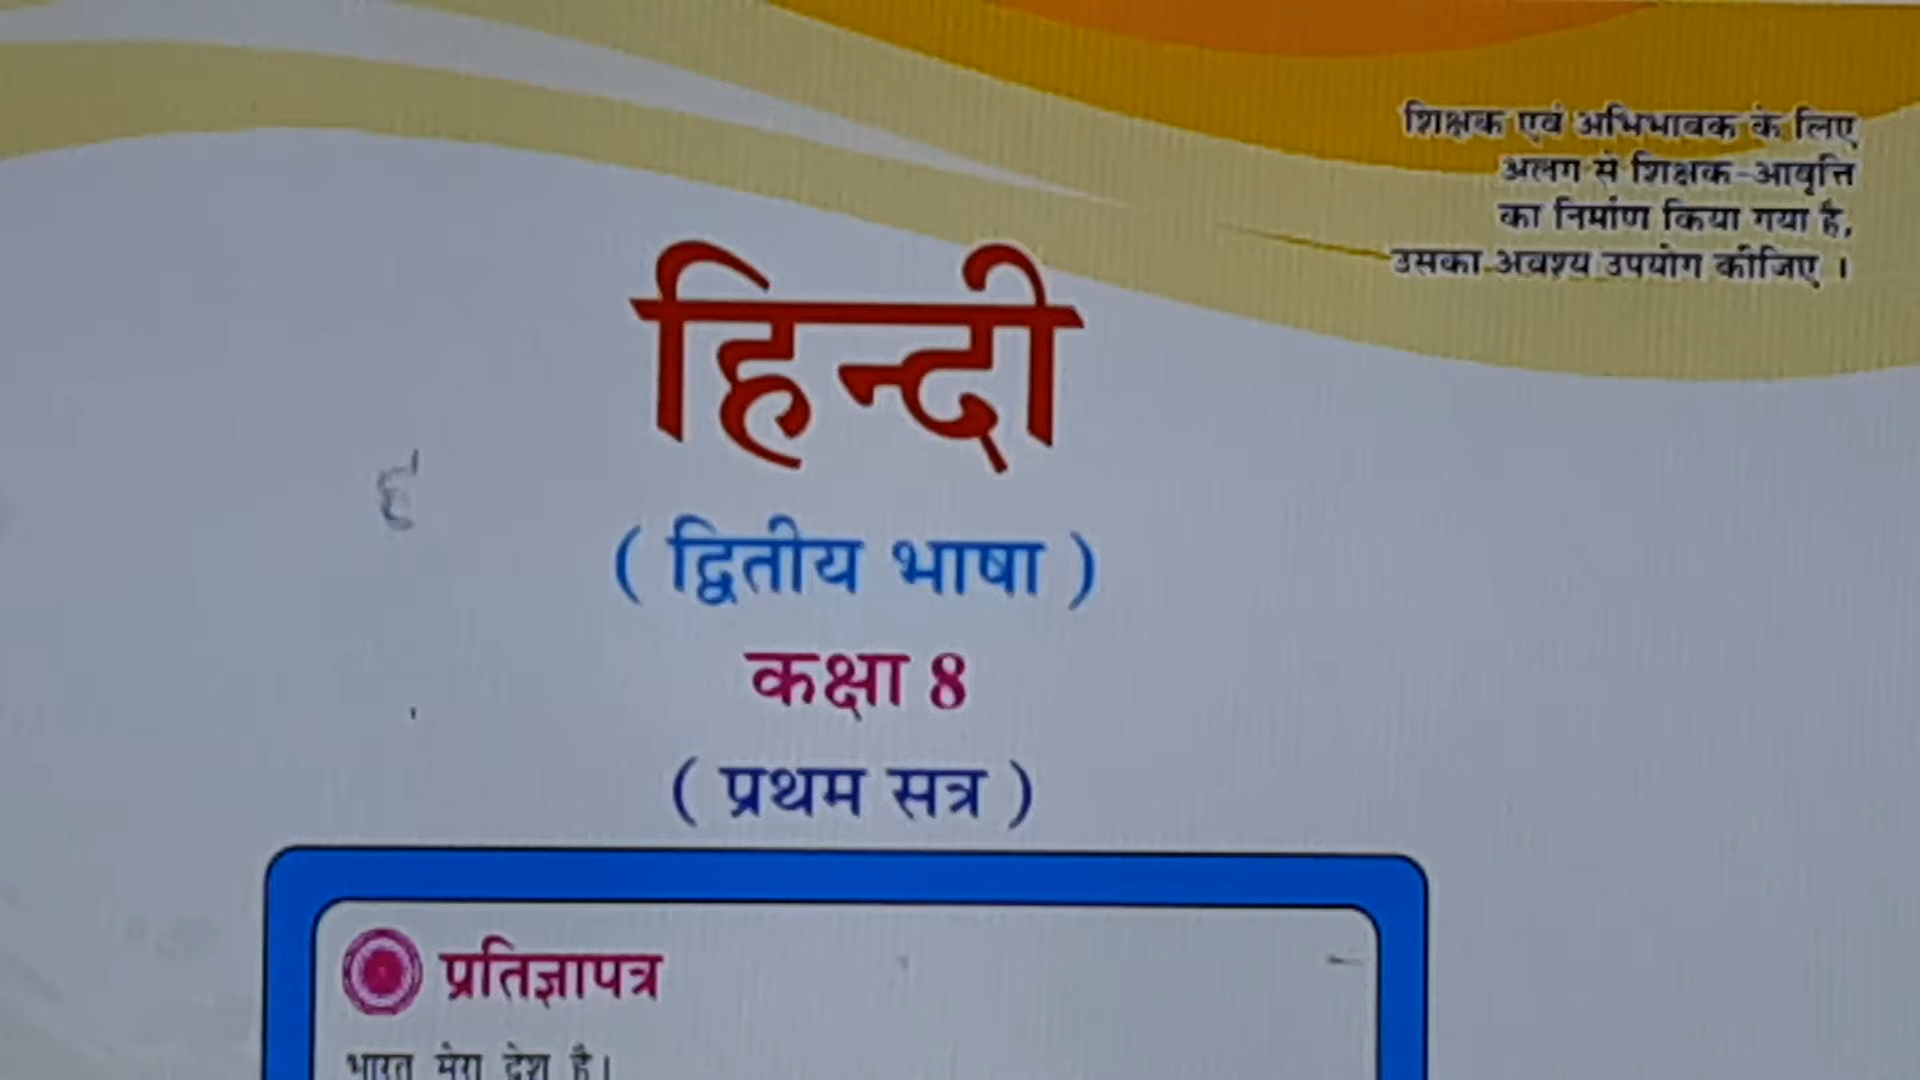 शिक्षक एवं अभिभावक के लिए
अलग से शिक्षक-आवृत्ति
का निर्माण किया गया है,
उसका अवश्य उपयोग कीजिए ।
हिन्दी
( द्वितीय भाषा )
कक्षा 8
( प्रथम सत्र )
प्रतिज्ञापत्र
भारत मेरा देश है।